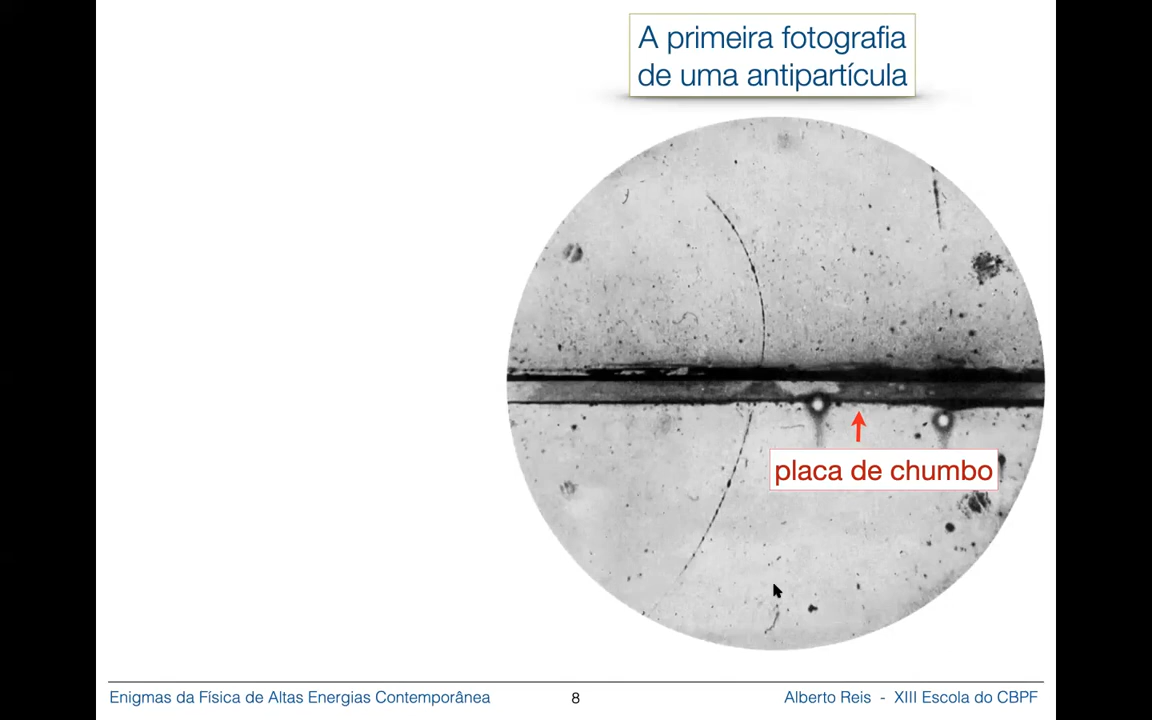 A primeira fotografia
de uma antipartícula
placa de chumbo
Enigmas da Física de Altas Energias Contemporânea
8
Alberto Reis - XIII Escola do CBPF